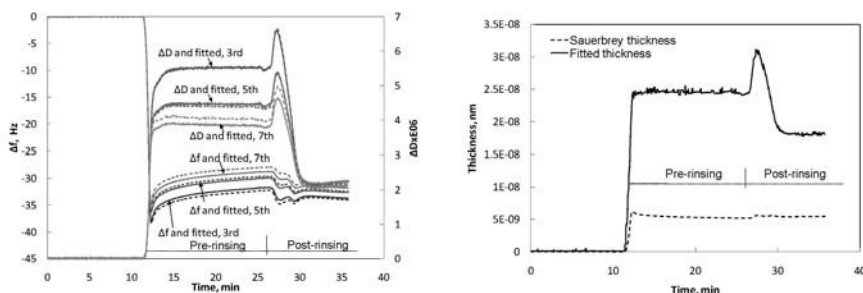 0
-5
-10
-15
-20
-25
-30
-35
-40
-45
Δf, Hz
ΔD and fitted, 3rd
ΔD and fitted, 5th
ΔD and fitted, 7th
Δf and fitted, 7th
Δf and fitted, 5th
Δf and fitted, 3rd
Pre-rinsing
Post-rinsing
7
6
5
4
3
2
1
0
ΔDxE06
0 5 10 15 20 25 30 35 40
Time, min
3.5E-08
3E-08
2.5E-08
2E-08
1.5E-08
1E-08
5E-09
0
Thickness, nm
Sauerbrey thickness
Fitted thickness
Pre-rinsing
Post-rinsing
0 10 20 30 40
Time, min